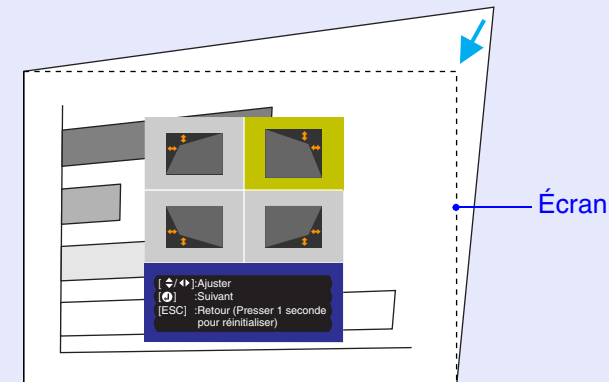 Écran
[ / ]:Ajuster
[ ] :Suivant
[ESC] :Retour (Presser 1 seconde
pour réinitialiser)